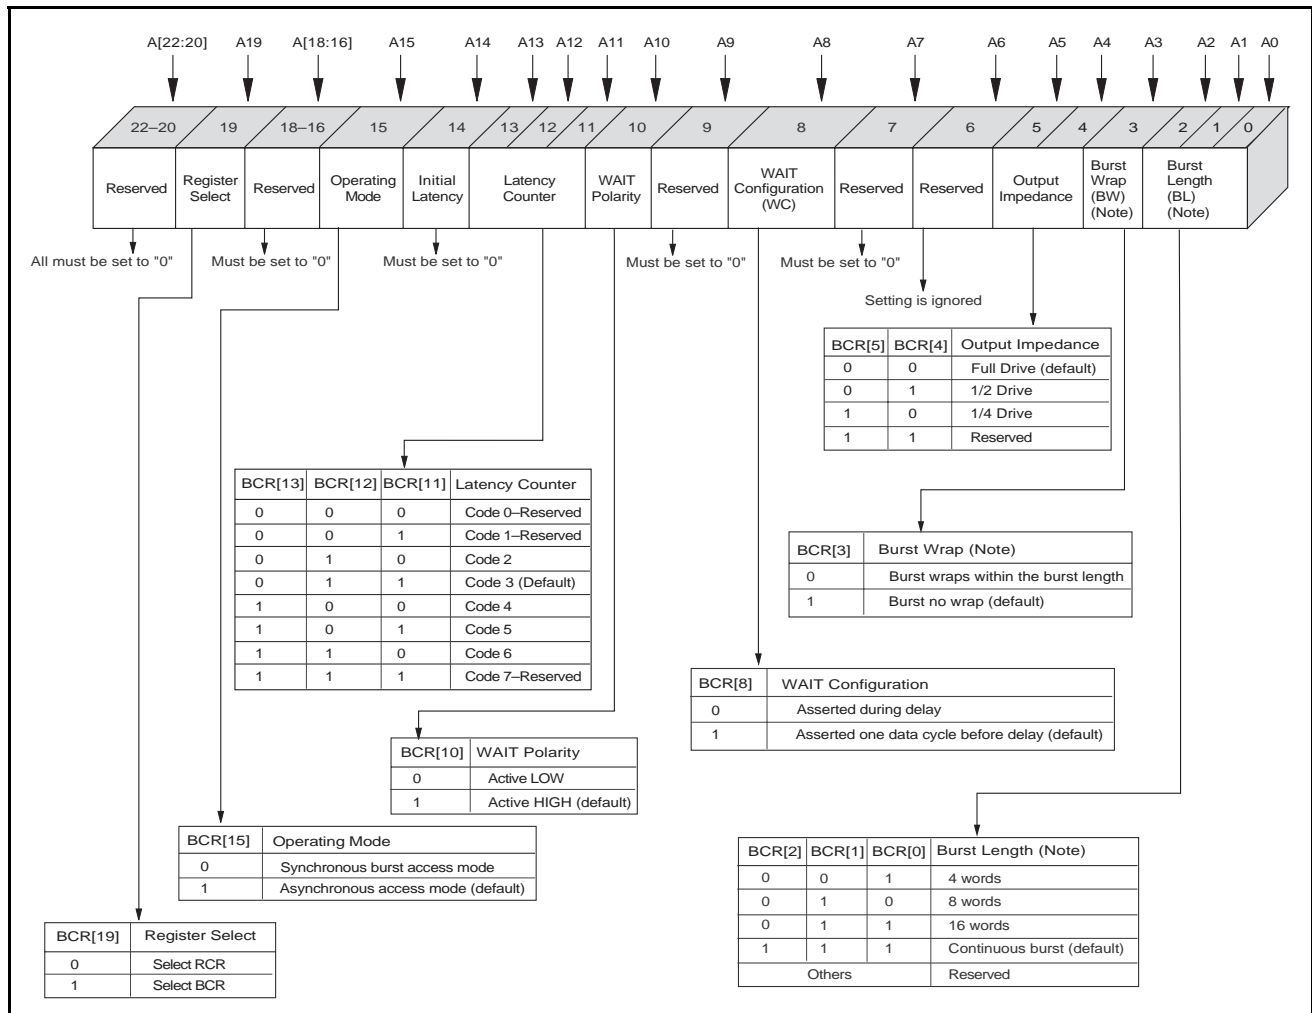 A[22:20] A19 A[18:16] A15 A14 A13 A12 A11 A10 A9 A8 A7 A6 A5 A4 A3 A2 A1 A0
22–20 19 18–16 15 14 13 12 11 10 9 8 7 6 5 4 3 2 1 0
Reserved
Register
Select
Reserved
Operating
Mode
Initial
Latency
Latency
Counter
WAIT
Polarity
Reserved
WAIT
Configuration
(WC)
Reserved
Reserved
Output
Impedance
Burst
Wrap
(BW)
(Note)
Burst
Length
(BL)
(Note)
All must be set to "0"
Must be set to "0"
Must be set to "0"
Must be set to "0"
Must be set to "0"
Setting is ignored
BCR[5] BCR[4] Output Impedance
0 0 Full Drive (default)
0 1 1/2 Drive
1 0 1/4 Drive
1 1 Reserved
BCR[13] BCR[12] BCR[11] Latency Counter
0 0 0 Code 0–Reserved
0 0 1 Code 1–Reserved
0 1 0 Code 2
0 1 1 Code 3 (Default)
1 0 0 Code 4
1 0 1 Code 5
1 1 0 Code 6
1 1 1 Code 7–Reserved
BCR[3] Burst Wrap (Note)
0 Burst wraps within the burst length
1 Burst no wrap (default)
BCR[8] WAIT Configuration
0 Asserted during delay
1 Asserted one data cycle before delay (default)
BCR[10] WAIT Polarity
0 Active LOW
1 Active HIGH (default)
BCR[15] Operating Mode
0 Synchronous burst access mode
1 Asynchronous access mode (default)
BCR[2] BCR[1] BCR[0] Burst Length (Note)
0 0 1 4 words
0 1 0 8 words
0 1 1 16 words
1 1 1 Continuous burst (default)
Others Reserved
BCR[19] Register Select
0 Select RCR
1 Select BCR